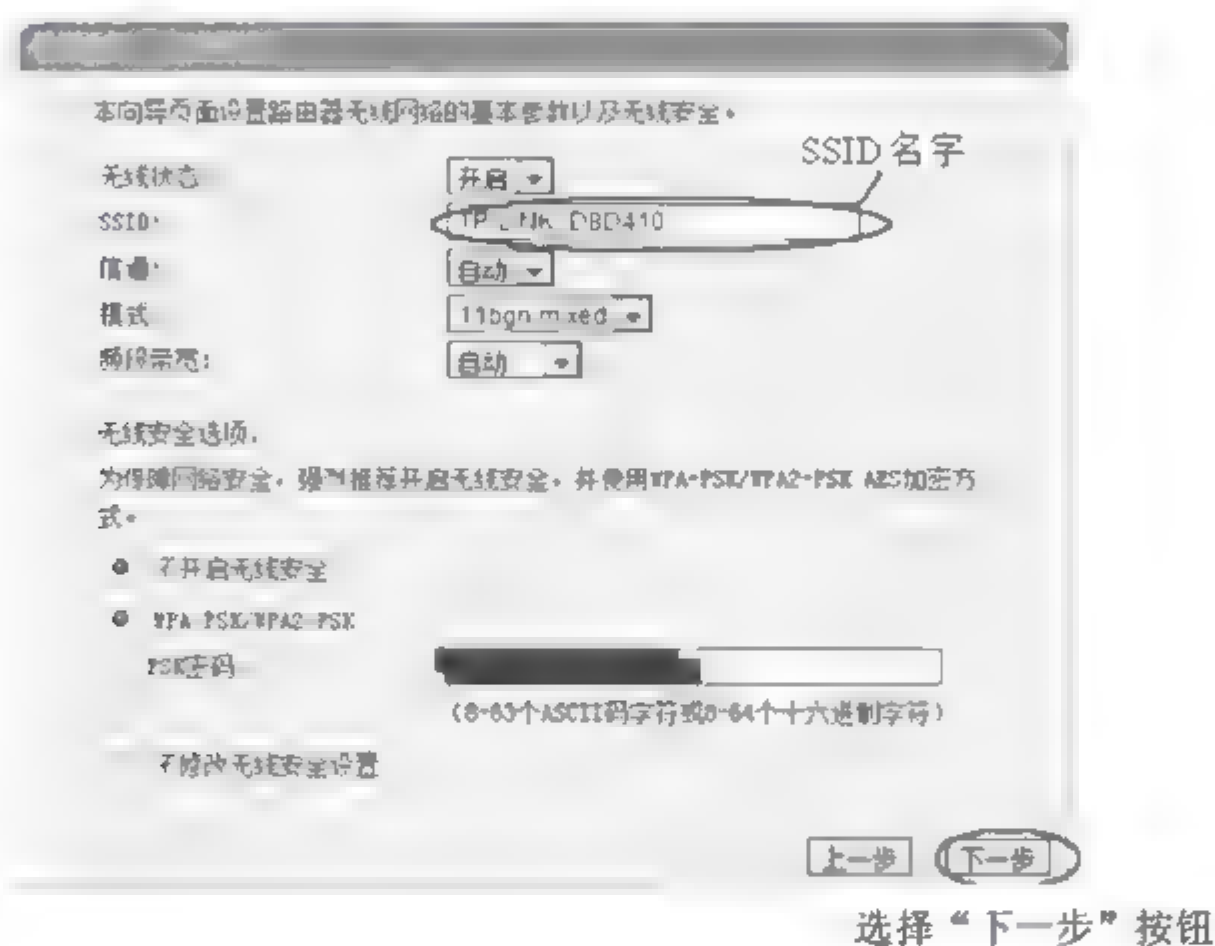 本向导页面设置路由器无线网络的基本参数以及无线安全。
SSID 名字
无线状态
开启
SSID:
DBD410
信道:
自动
模式
11bgn mixed
频段带宽:
自动
无线安全选项,
为保障网络安全,强烈推荐开启无线安全,并使用WPA-PSK/WPA2-PSK AES加密方
式。
不开启无线安全
WPA-PSK/WPA2-PSK
PSK密码
(8-63个ASCII码字符或8-64个十六进制字符)
不修改无线安全设置
上一步
下一步
选择“下一步”按钮